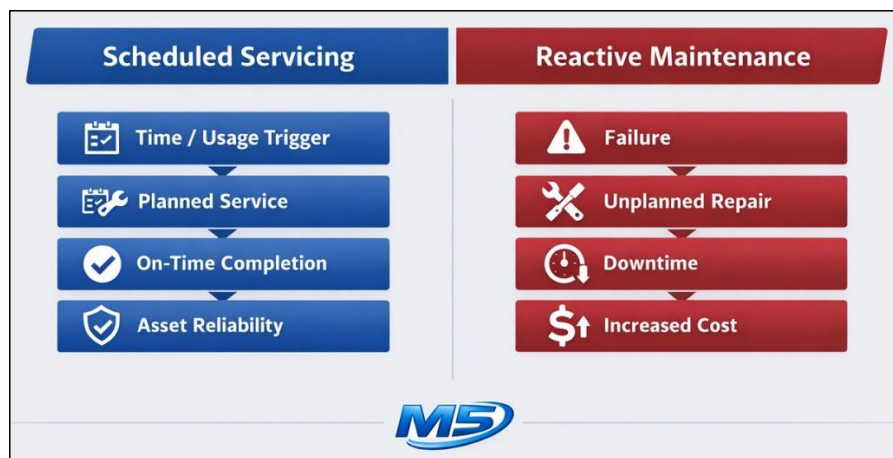 Scheduled Servicing
Reactive Maintenance
Time / Usage Trigger
Planned Service
On-Time Completion
Asset Reliability
Failure
Unplanned Repair
Downtime
Increased Cost
M5